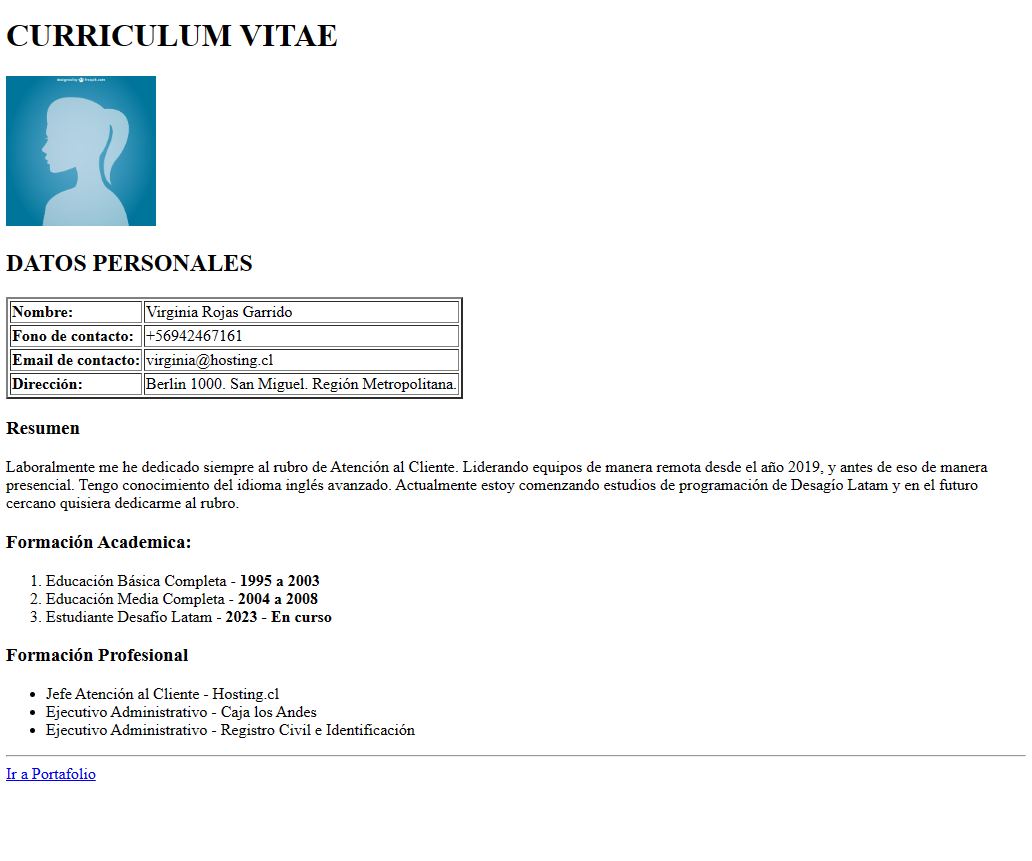 CURRICULUM VITAE
designed by freepik.com
DATOS PERSONALES
Nombre: Virginia Rojas Garrido
Fono de contacto: +56942467161
Email de contacto: virginia@hosting.cl
Dirección: Berlin 1000. San Miguel. Región Metropolitana.
Resumen
Laboralmente me he dedicado siempre al rubro de Atención al Cliente. Liderando equipos de manera remota desde el año 2019, y antes de eso de manera
presencial. Tengo conocimiento del idioma inglés avanzado. Actualmente estoy comenzando estudios de programación de Desagío Latam y en el futuro
cercano quisiera dedicarme al rubro.
Formación Academica:
1. Educación Básica Completa - 1995 a 2003
2. Educación Media Completa - 2004 a 2008
3. Estudiante Desafío Latam - 2023 - En curso
Formación Profesional
• Jefe Atención al Cliente - Hosting.cl
• Ejecutivo Administrativo - Caja los Andes
• Ejecutivo Administrativo - Registro Civil e Identificación
Ir a Portafolio